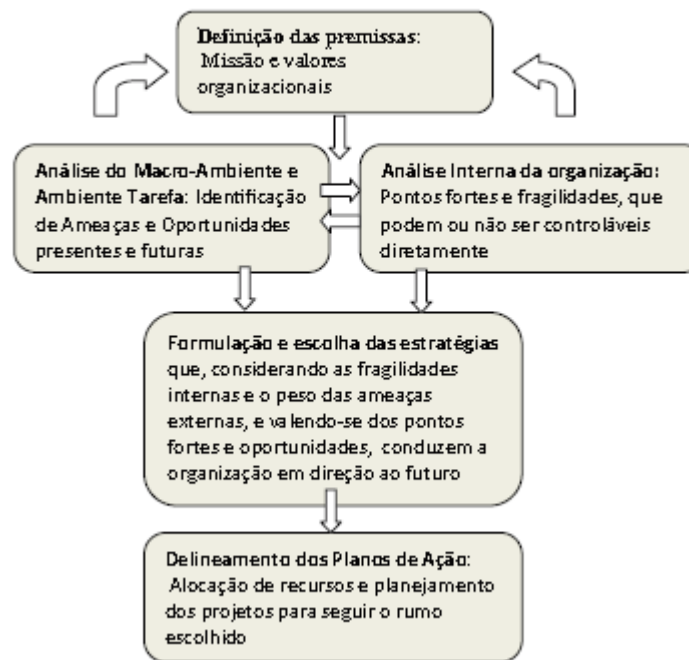 Definição das premissas:
Missão e valores
organizacionais
Análise do Macro-Ambiente e
Ambiente Tarefa: Identificação
de Ameaças e Oportunidades
presentes e futuras
Análise Interna da organização:
Pontos fortes e fragilidades, que
podem ou não ser controláveis
diretamente
Formulação e escolha das estratégias
que, considerando as fragilidades
internas e o peso das ameaças
externas, e valendo-se dos pontos
fortes e oportunidades, conduzem a
organização em direção ao futuro
Delineamento dos Planos de Ação:
Alocação de recursos e planejamento
dos projetos para seguir o rumo
escolhido